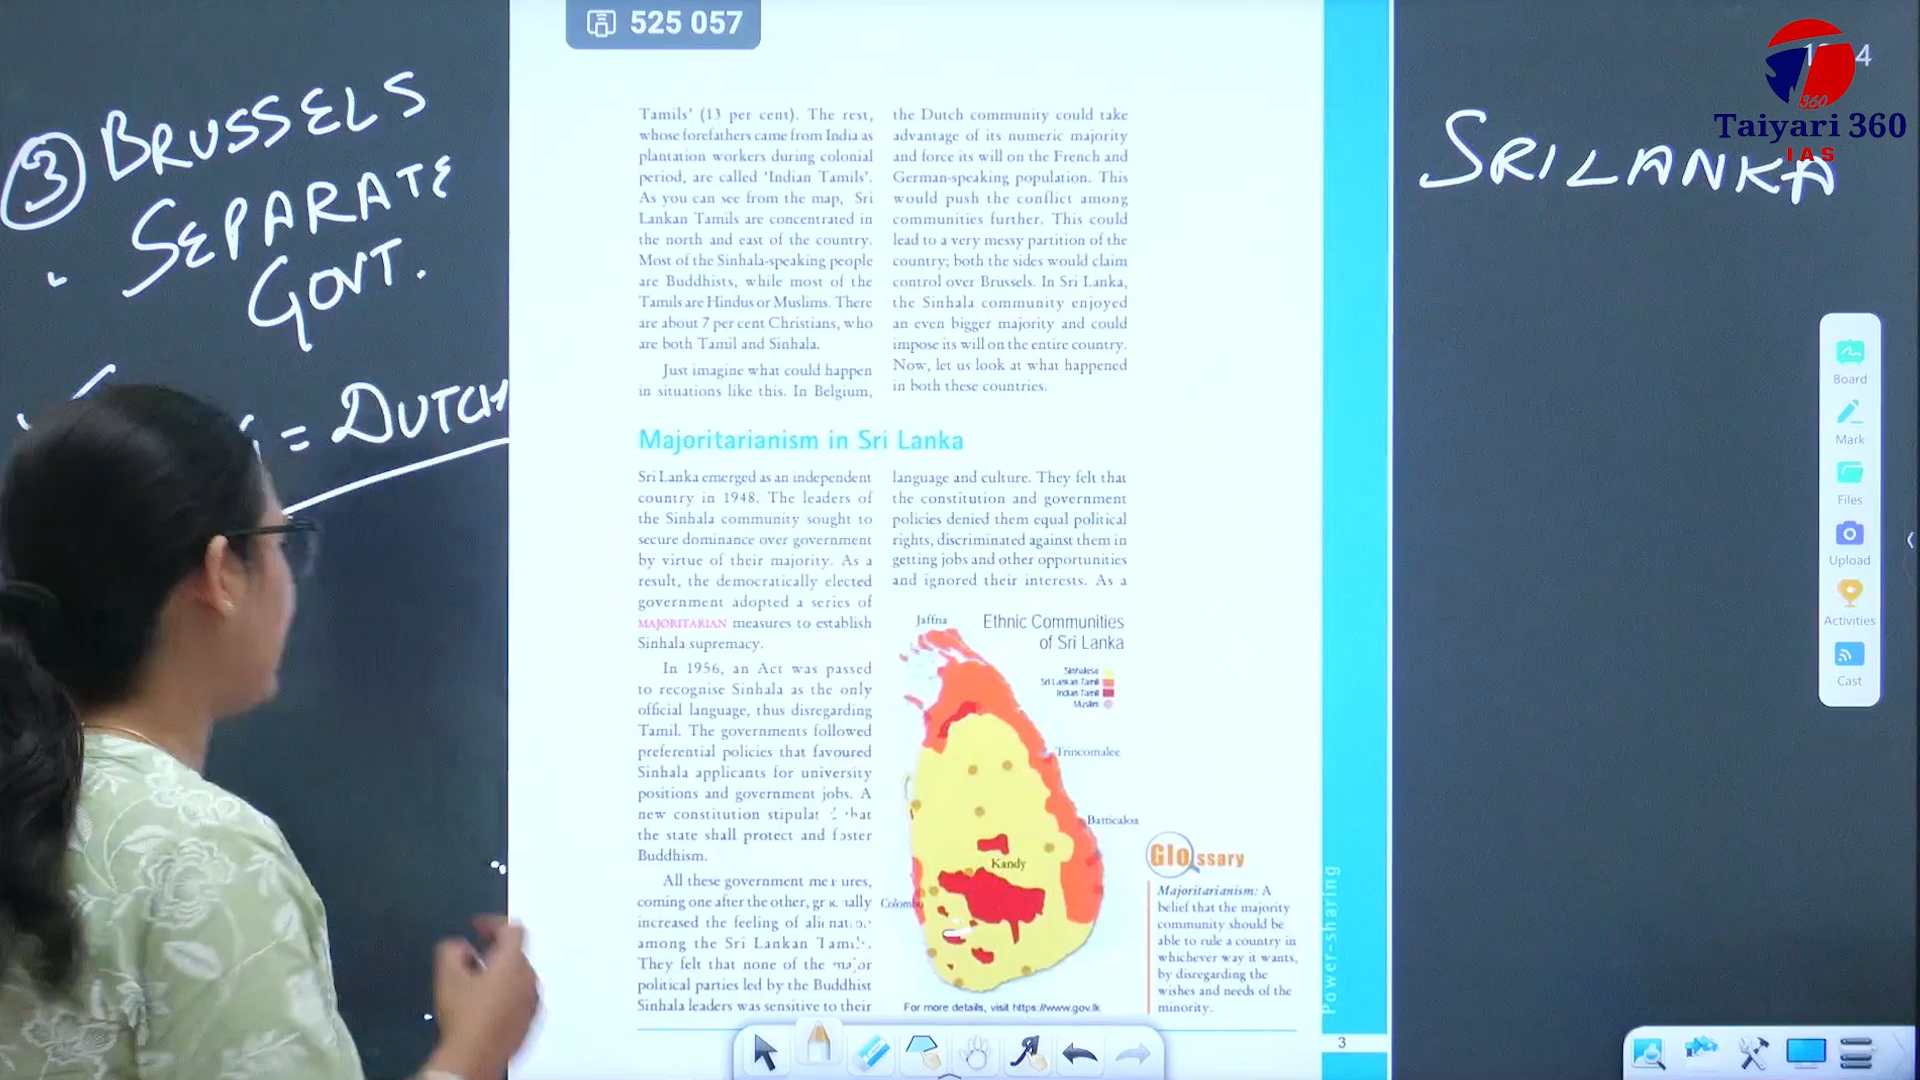 525 057
3 BRUSSELS
SEPARATE
GOVT.
= DUTCH
SRILANKA
360
Taiyari 360
IAS
Tamils' (13 per cent). The rest,
whose forefathers came from India as
plantation workers during colonial
period, are called 'Indian Tamils'.
As you can see from the map, Sri
Lankan Tamils are concentrated in
the north and east of the country.
Most of the Sinhala-speaking people
are Buddhists, while most of the
Tamils are Hindus or Muslims. There
are about 7 per cent Christians, who
are both Tamil and Sinhala.
Just imagine what could happen
in situations like this. In Belgium,
the Dutch community could take
advantage of its numeric majority
and force its will on the French and
German-speaking population. This
would push the conflict among
communities further. This could
lead to a very messy partition of the
country; both the sides would claim
control over Brussels. In Sri Lanka,
the Sinhala community enjoyed
an even bigger majority and could
impose its will on the entire country.
Now, let us look at what happened
in both these countries.
Majoritarianism in Sri Lanka
Sri Lanka emerged as an independent
country in 1948. The leaders of
the Sinhala community sought to
secure dominance over government
by virtue of their majority. As a
result, the democratically elected
government adopted a series of
MAJORITARIAN measures to establish
Sinhala supremacy.
In 1956, an Act was passed
to recognise Sinhala as the only
official language, thus disregarding
Tamil. The governments followed
preferential policies that favoured
Sinhala applicants for university
positions and government jobs. A
new constitution stipulated that
the state shall protect and foster
Buddhism.
All these government measures,
coming one after the other, gradually
increased the feeling of alienation
among the Sri Lankan Tamils.
They felt that none of the major
political parties led by the Buddhist
Sinhala leaders was sensitive to their
language and culture. They felt that
the constitution and government
policies denied them equal political
rights, discriminated against them in
getting jobs and other opportunities
and ignored their interests. As a
Ethnic Communities
of Sri Lanka
Sinhalese
Sri Lankan Tamil
Indian Tamil
Muslim
Jaffna
Trincomalee
Batticaloa
Kandy
Colombo
For more details, visit https://www.gov.lk
Glossary
Majoritarianism: A
belief that the majority
community should be
able to rule a country in
whichever way it wants,
by disregarding the
wishes and needs of the
minority.
Power-sharing
3
Board
Mark
Files
Upload
Activities
Cast